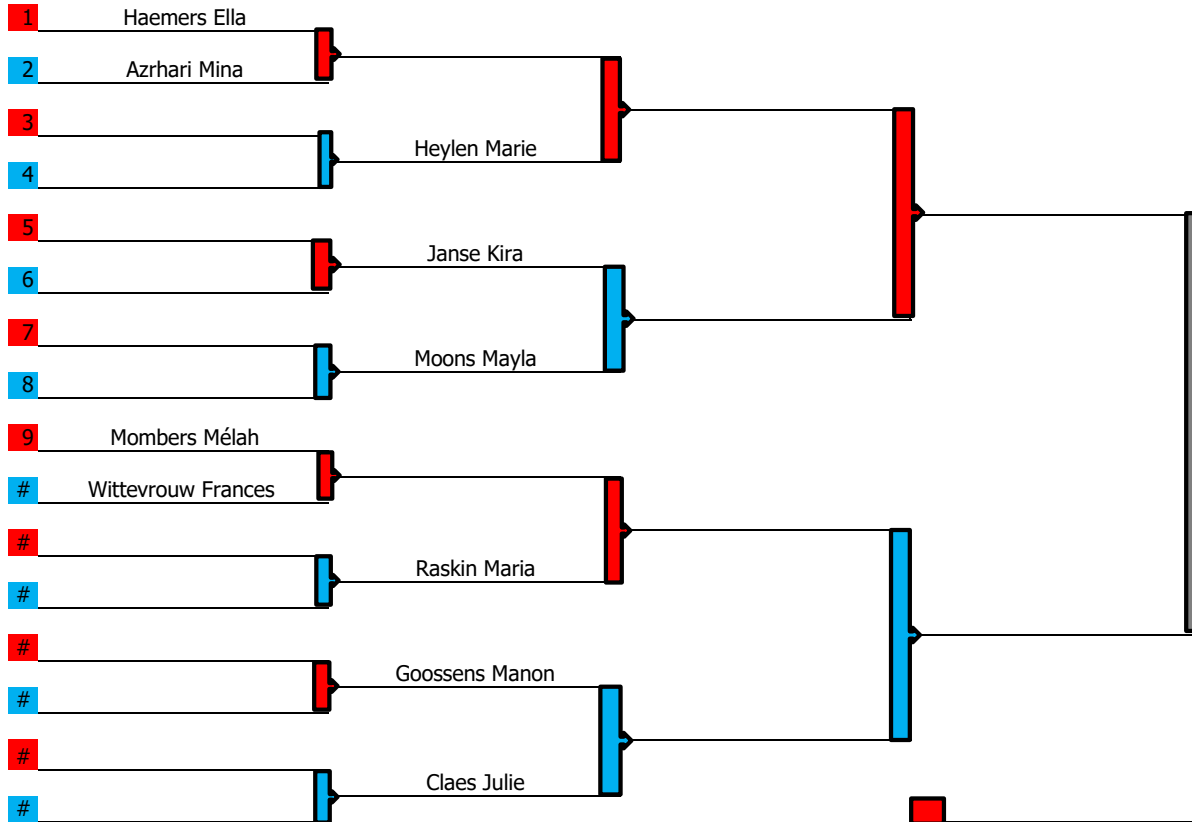 1 Haemers Ella
2 Azrhari Mina
3
Heylen Marie
4
5
Janse Kira
6
7
Moons Mayla
8
9 Mombers Mélah
# Wittevrouw Frances
#
Raskin Maria
#
#
Goossens Manon
#
#
Claes Julie
#